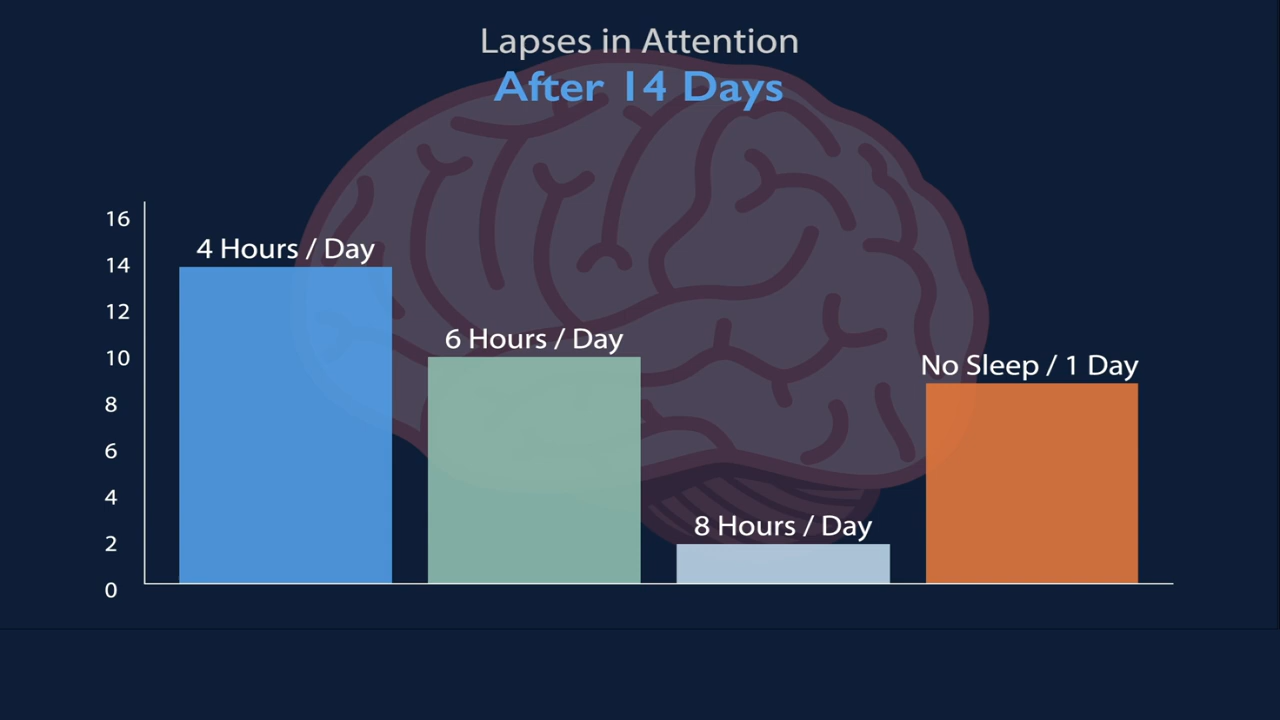 Lapses in Attention
After 14 Days
16
14
12
10
8
6
4
2
0
4 Hours / Day
6 Hours / Day
8 Hours / Day
No Sleep / 1 Day